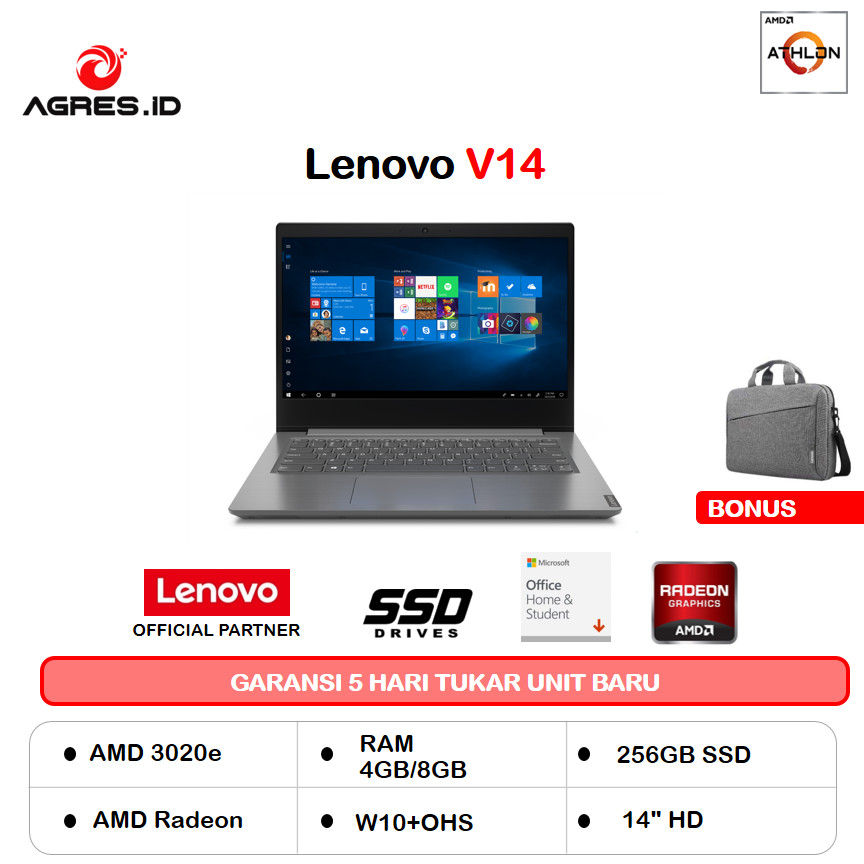 AMD
ATHLON
AGRES.ID
Lenovo V14
NETFLIX
BONUS
Microsoft
Office
Home &
Student
Lenovo
OFFICIAL PARTNER
SSD
DRIVES
RADEON
GRAPHICS
AMD
GARANSI 5 HARI TUKAR UNIT BARU
AMD 3020e
RAM
4GB/8GB
256GB SSD
AMD Radeon
W10+OHS
14" HD